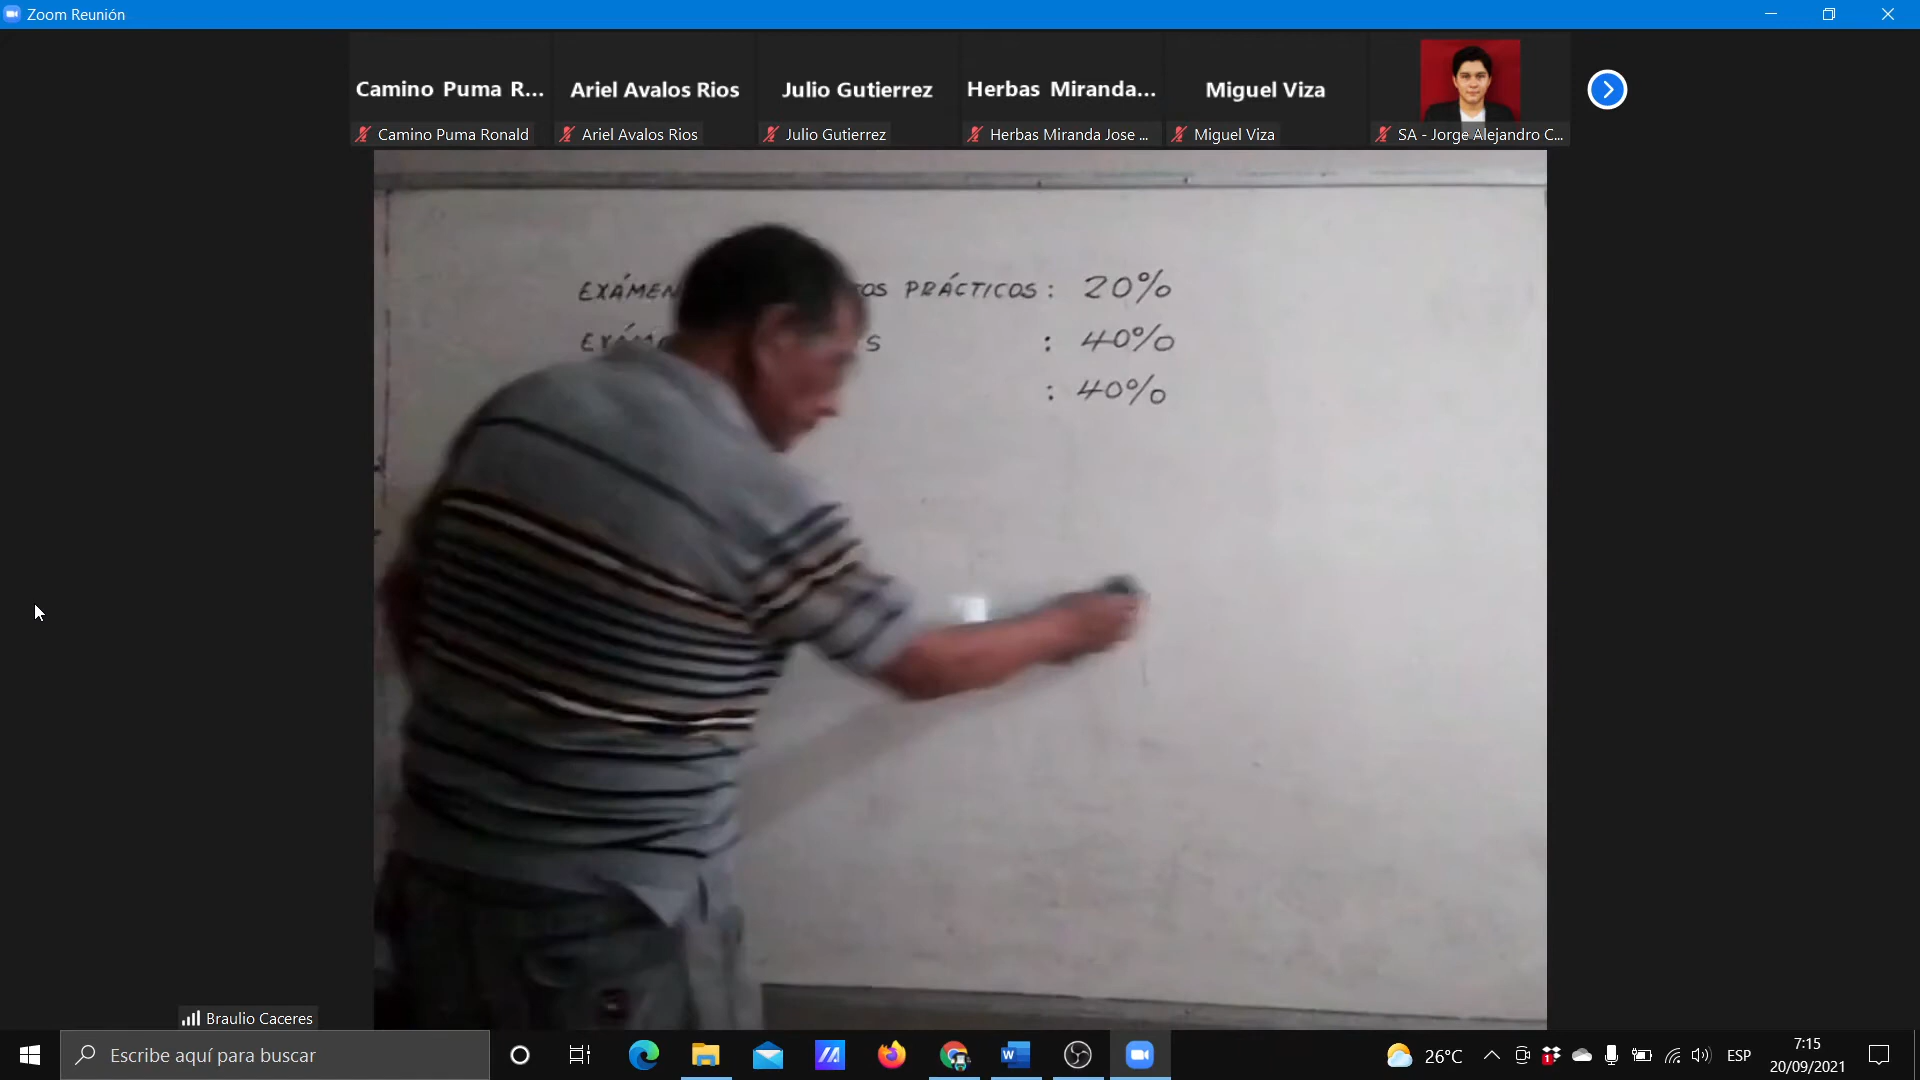 Zoom Reunión
Camino Puma R...
Ariel Avalos Rios
Julio Gutierrez
Herbas Miranda...
Miguel Viza
Camino Puma Ronald
Ariel Avalos Rios
Julio Gutierrez
Herbas Miranda Jose ...
Miguel Viza
SA - Jorge Alejandro C...
PRÁCTICOS: 20%
: 40%
: 40%
Braulio Caceres
Escribe aquí para buscar
W
1
26°C
ESP
7:15
20/09/2021